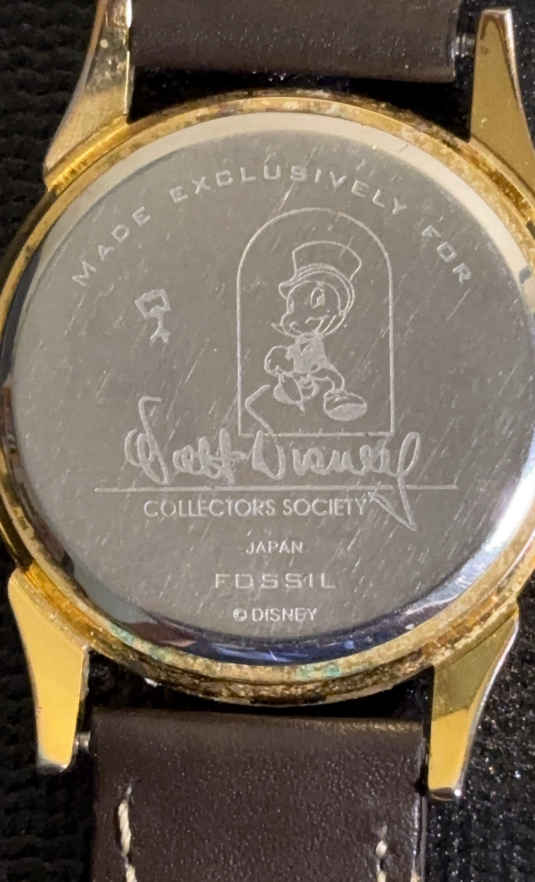 MADE EXCLUSIVELY FOR
Walt Disney
COLLECTORS SOCIETY
JAPAN
FOSSIL
© DISNEY